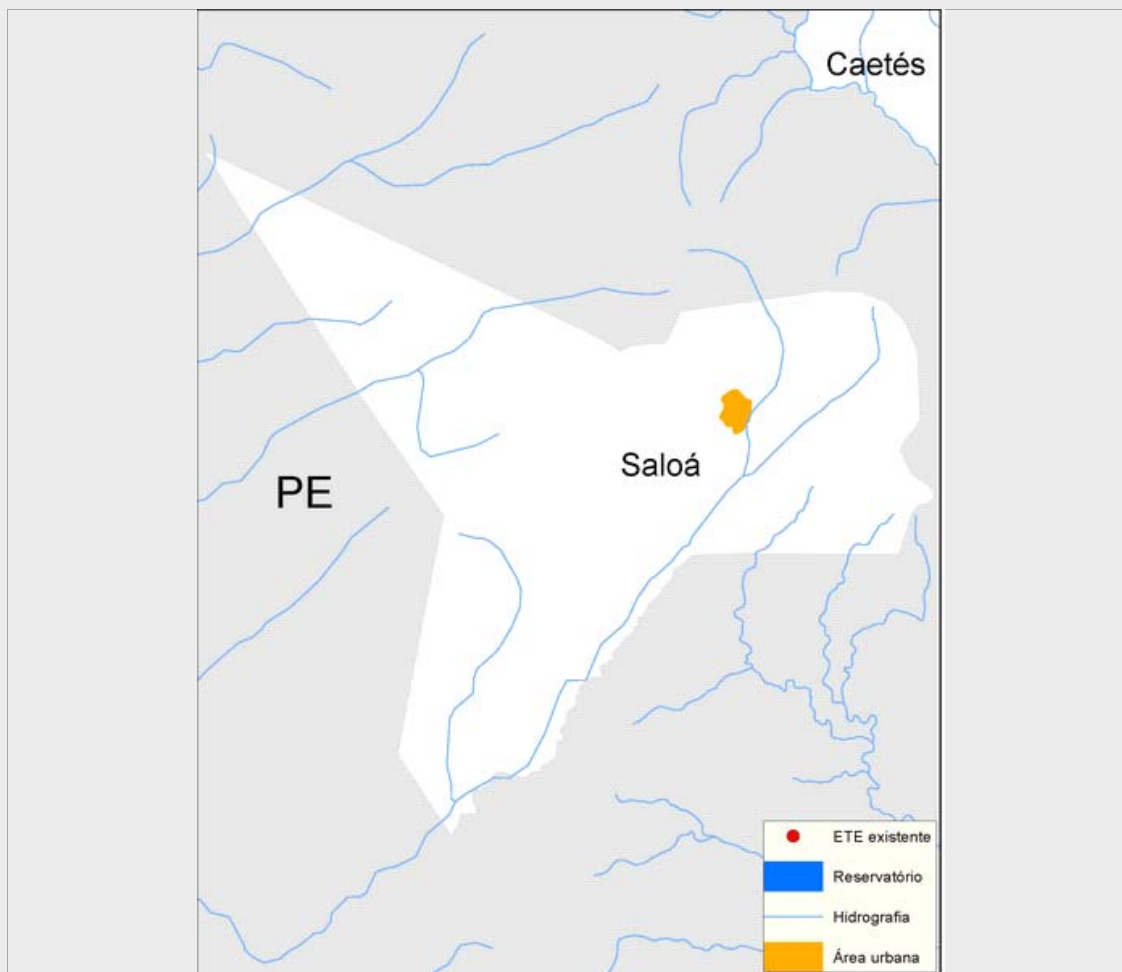 Caetés
Saloá
PE
ETE existente
Reservatório
Hidrografia
Área urbana